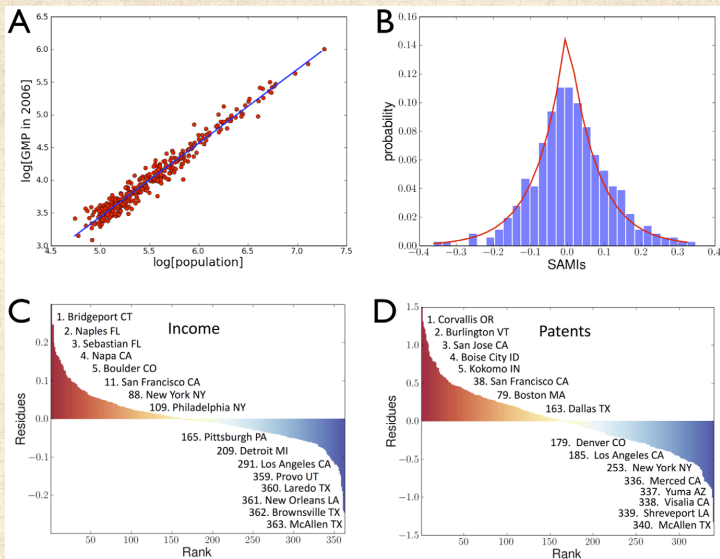 A
log[GMP in 2006]
6.5
6.0
5.5
5.0
4.5
4.0
3.5
3.0
4.5 5.0 5.5 6.0 6.5 7.0 7.5
log[population]
B
probability
0.16
0.14
0.12
0.10
0.08
0.06
0.04
0.02
0.00
−0.4 −0.3 −0.2 −0.1 0.0 0.1 0.2 0.3 0.4
SAMIs
C
Income
Residues
0.2
0.1
0.0
−0.1
−0.2
1. Bridgeport CT
2. Naples FL
3. Sebastian FL
4. Napa CA
5. Boulder CO
11. San Francisco CA
88. New York NY
109. Philadelphia NY
165. Pittsburgh PA
209. Detroit MI
291. Los Angeles CA
359. Provo UT
360. Laredo TX
361. New Orleans LA
362. Brownsville TX
363. McAllen TX
50 100 150 200 250 300 350
Rank
D
Patents
Residues
1.5
1.0
0.5
0.0
−0.5
−1.0
−1.5
1. Corvallis OR
2. Burlington VT
3. San Jose CA
4. Boise City ID
5. Kokomo IN
38. San Francisco CA
79. Boston MA
163. Dallas TX
179. Denver CO
185. Los Angeles CA
253. New York NY
336. Merced CA
337. Yuma AZ
338. Visalia CA
339. Shreveport LA
340. McAllen TX
50 100 150 200 250 300
Rank